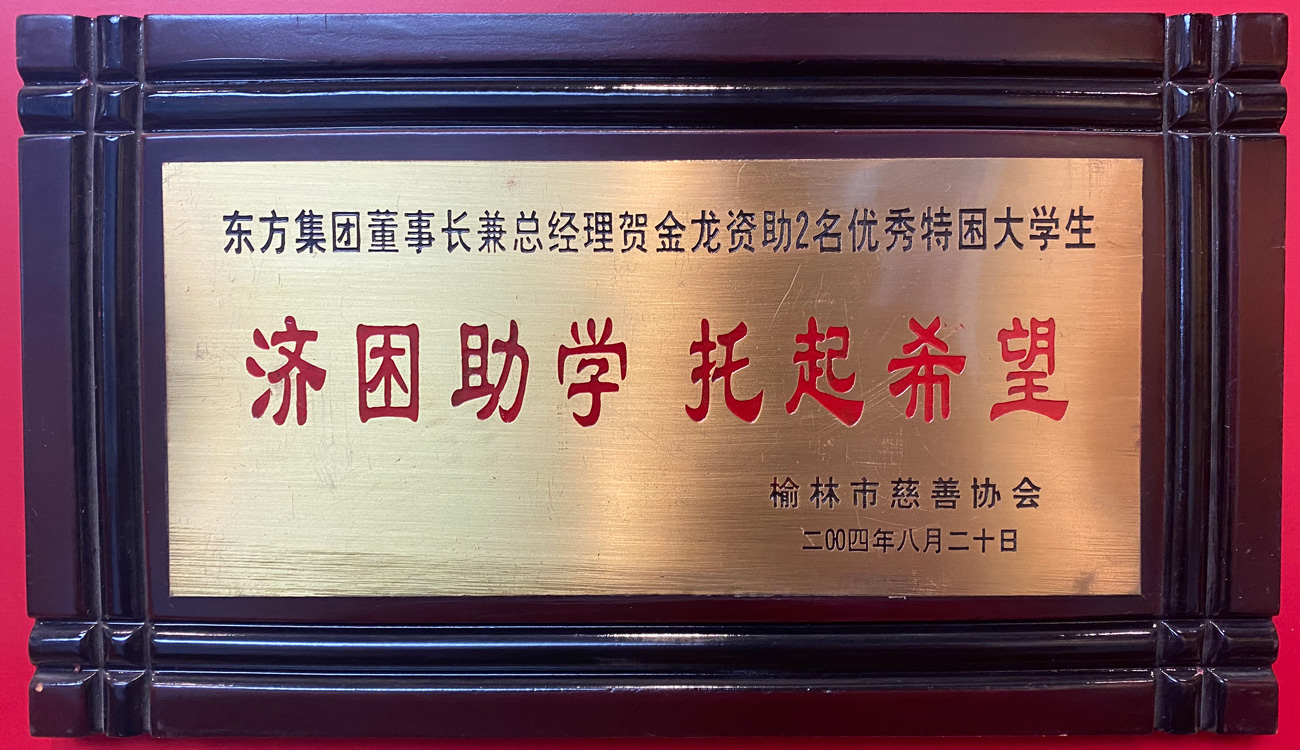 东方集团董事长兼总经理贺金龙资助2名优秀特困大学生
济困助学 托起希望
榆林市慈善协会
二00四年八月二十日